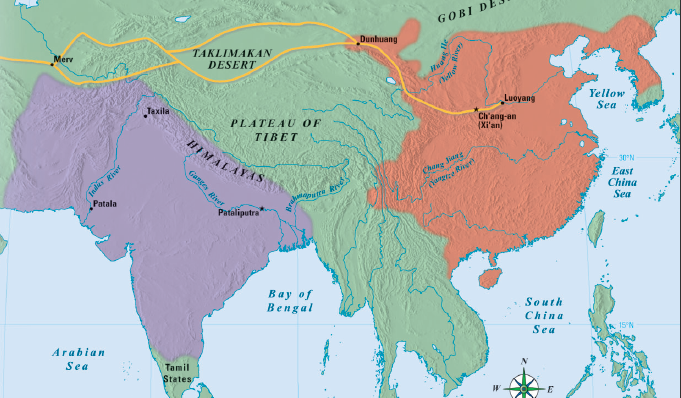 GOBI DES
Dunhuang
Merv
TAKLIMAKAN
DESERT
Huang He
(Yellow River)
Luoyang
Yellow
Sea
Taxila
Ch'ang-an
(Xi'an)
PLATEAU OF
TIBET
HIMALAYAS
30°N
Chang Jiang
(Yangtze River)
East
China
Sea
Indus River
Ganges River
Brahmaputra River
Patala
Pataliputra
Bay of
Bengal
South
China
Sea
15°N
Arabian
Sea
Tamil
States
N
W
E